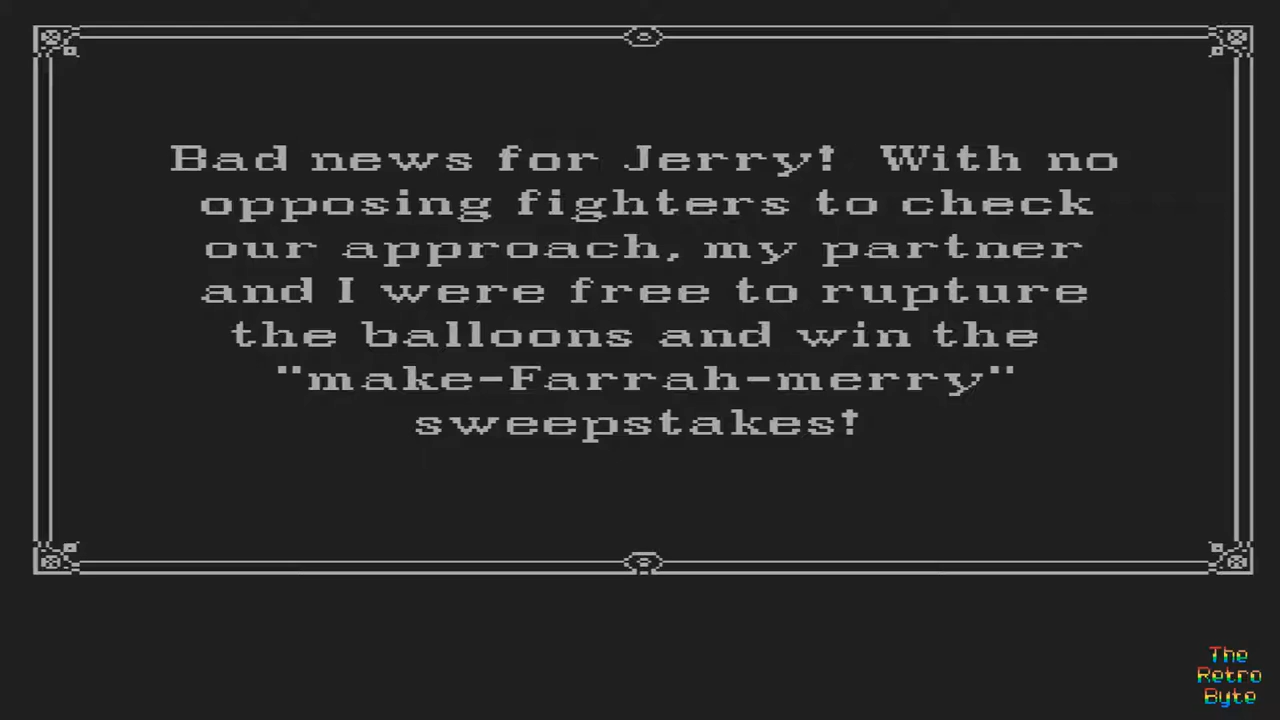 Bad news for Jerry!  With no
opposing fighters to check
our approach, my partner
and I were free to rupture
the balloons and win the
"make-Farrah-merry"
sweepstakes!
The
Retro
Byte